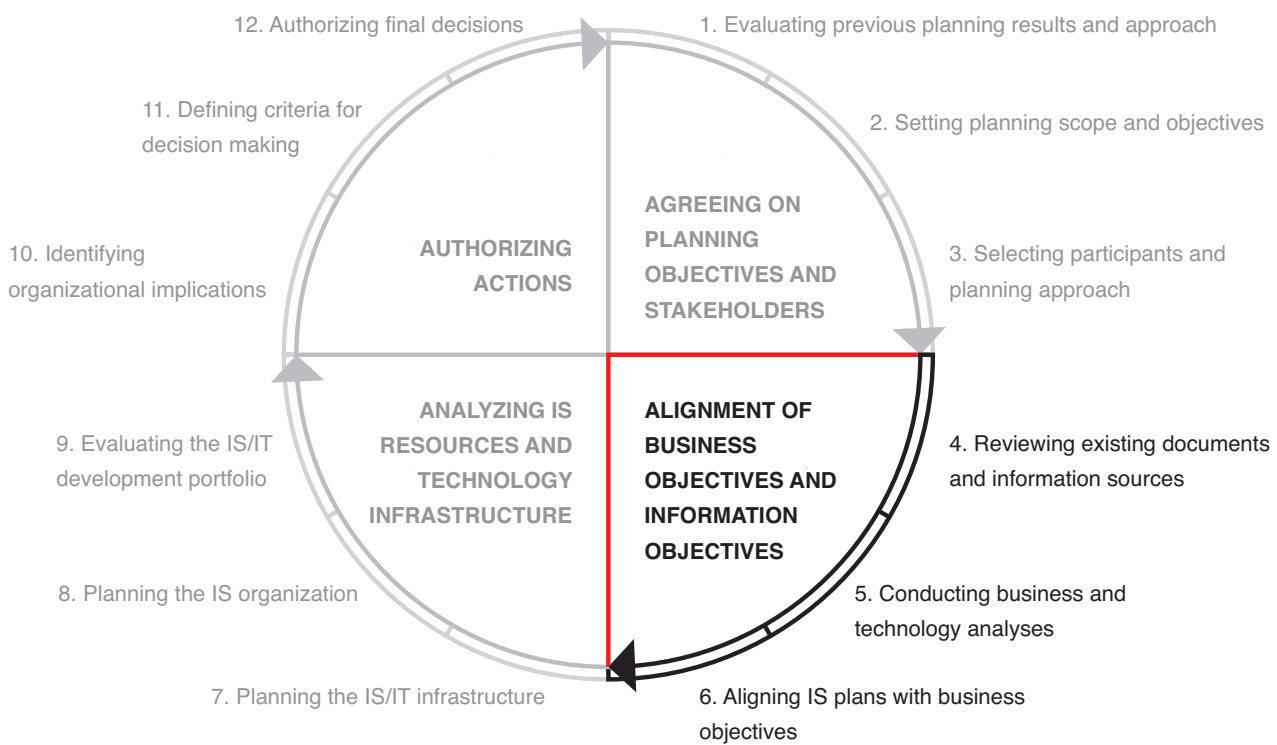 12. Authorizing final decisions
1. Evaluating previous planning results and approach
11. Defining criteria for
decision making
2. Setting planning scope and objectives
AUTHORIZING
ACTIONS
AGREEING ON
PLANNING
OBJECTIVES AND
STAKEHOLDERS
10. Identifying
organizational implications
3. Selecting participants and
planning approach
ANALYZING IS
RESOURCES AND
TECHNOLOGY
INFRASTRUCTURE
ALIGNMENT OF
BUSINESS
OBJECTIVES AND
INFORMATION
OBJECTIVES
9. Evaluating the IS/IT
development portfolio
4. Reviewing existing documents
and information sources
8. Planning the IS organization
5. Conducting business and
technology analyses
7. Planning the IS/IT infrastructure
6. Aligning IS plans with business
objectives